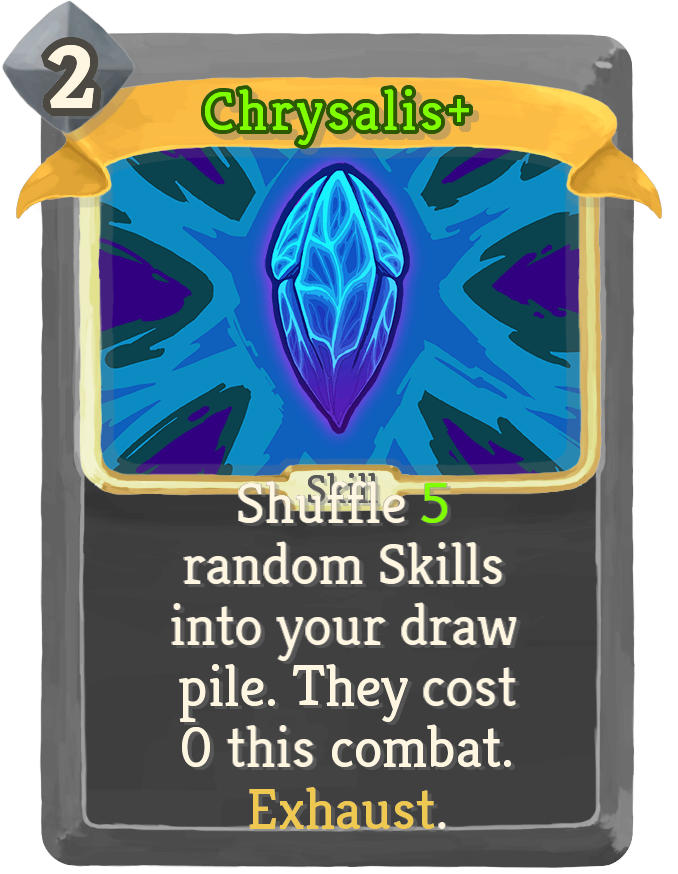 2
Chrysalis+
Skill
Shuffle 5
random Skills
into your draw
pile. They cost
0 this combat.
Exhaust.